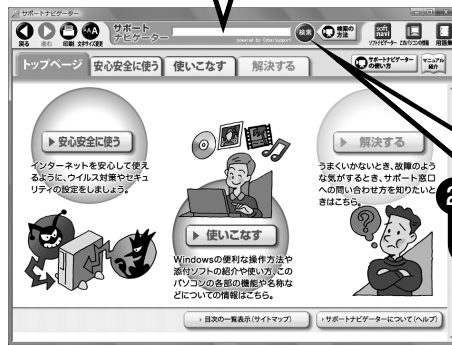 サポートナビゲーター
戻る 進む 印刷 文字サイズ変更
サポート
ナビゲーター
powered by CyberSupport
検索
検索の
方法
soft
navi
ソフトナビゲーター このパソコンの情報 用語集
トップページ 安心安全に使う 使いこなす 解決する
サポートナビゲーター
の使い方
マニュアル
紹介
安心安全に使う
インターネットを安心して使え
るように、ウイルス対策やセキュ
リティの設定をしましょう。
使いこなす
Windowsの便利な操作方法や
添付ソフトの紹介や使い方、この
パソコンの各部の機能や名称な
どについての情報はこちら。
解決する
うまくいかないとき、故障のよう
な気がするとき、サポート窓口
への問い合わせ方を知りたいと
きはこちら。
2
目次の一覧表示(サイトマップ)
サポートナビゲーターについて(ヘルプ)